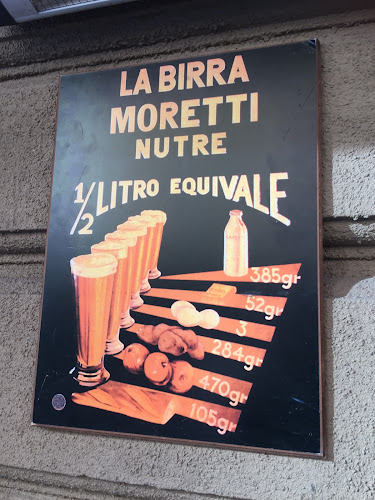 LA BIRRA
MORETTI
NUTRE
1/2 LITRO EQUIVALE
385gr
52gr
3
284gr
470gr
105gr